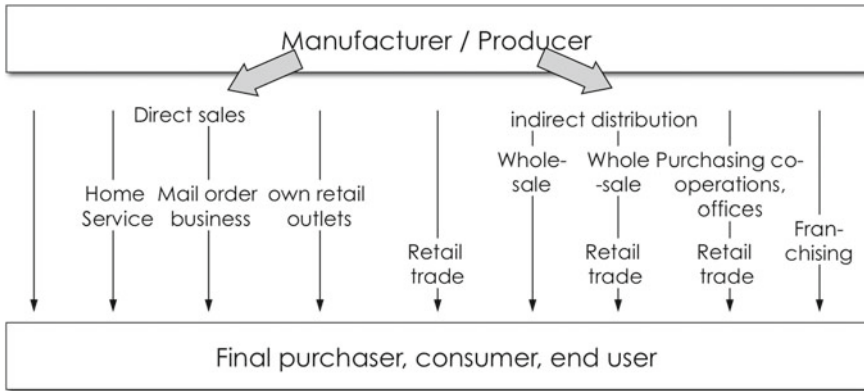 Manufacturer / Producer
Direct sales
indirect distribution
Home
Service
Mail order
business
own retail
outlets
Retail
trade
Whole-
sale
Whole
-sale
Retail
trade
Purchasing co-
operations,
offices
Retail
trade
Fran-
chising
Final purchaser, consumer, end user